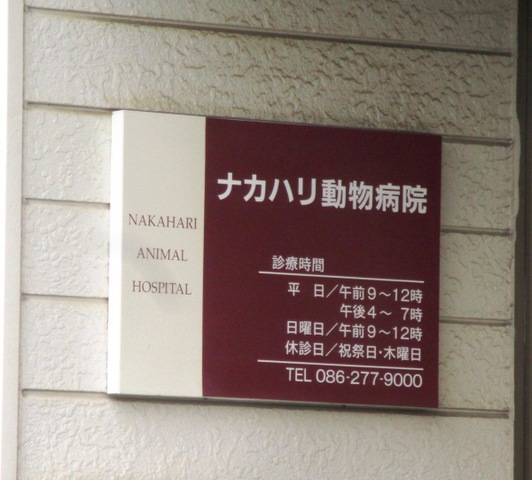 NAKAHARI
ANIMAL
HOSPITAL
ナカハリ動物病院
診療時間
平 日／午前9～12時
午後4～ 7時
日曜日／午前9～12時
休診日／祝祭日・木曜日
TEL 086-277-9000